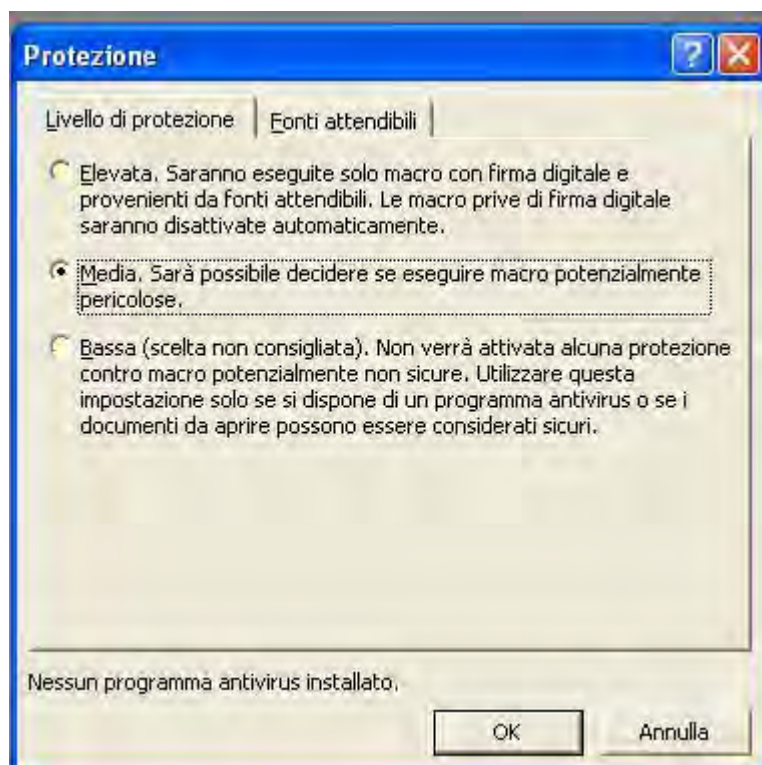 Protezione
Livello di protezione
Fonti attendibili
Elevata. Saranno eseguite solo macro con firma digitale e
provenienti da fonti attendibili. Le macro prive di firma digitale
saranno disattivate automaticamente.
Media. Sarà possibile decidere se eseguire macro potenzialmente
pericolose.
Bassa (scelta non consigliata). Non verrà attivata alcuna protezione
contro macro potenzialmente non sicure. Utilizzare questa
impostazione solo se si dispone di un programma antivirus o se i
documenti da aprire possono essere considerati sicuri.
Nessun programma antivirus installato.
OK
Annulla